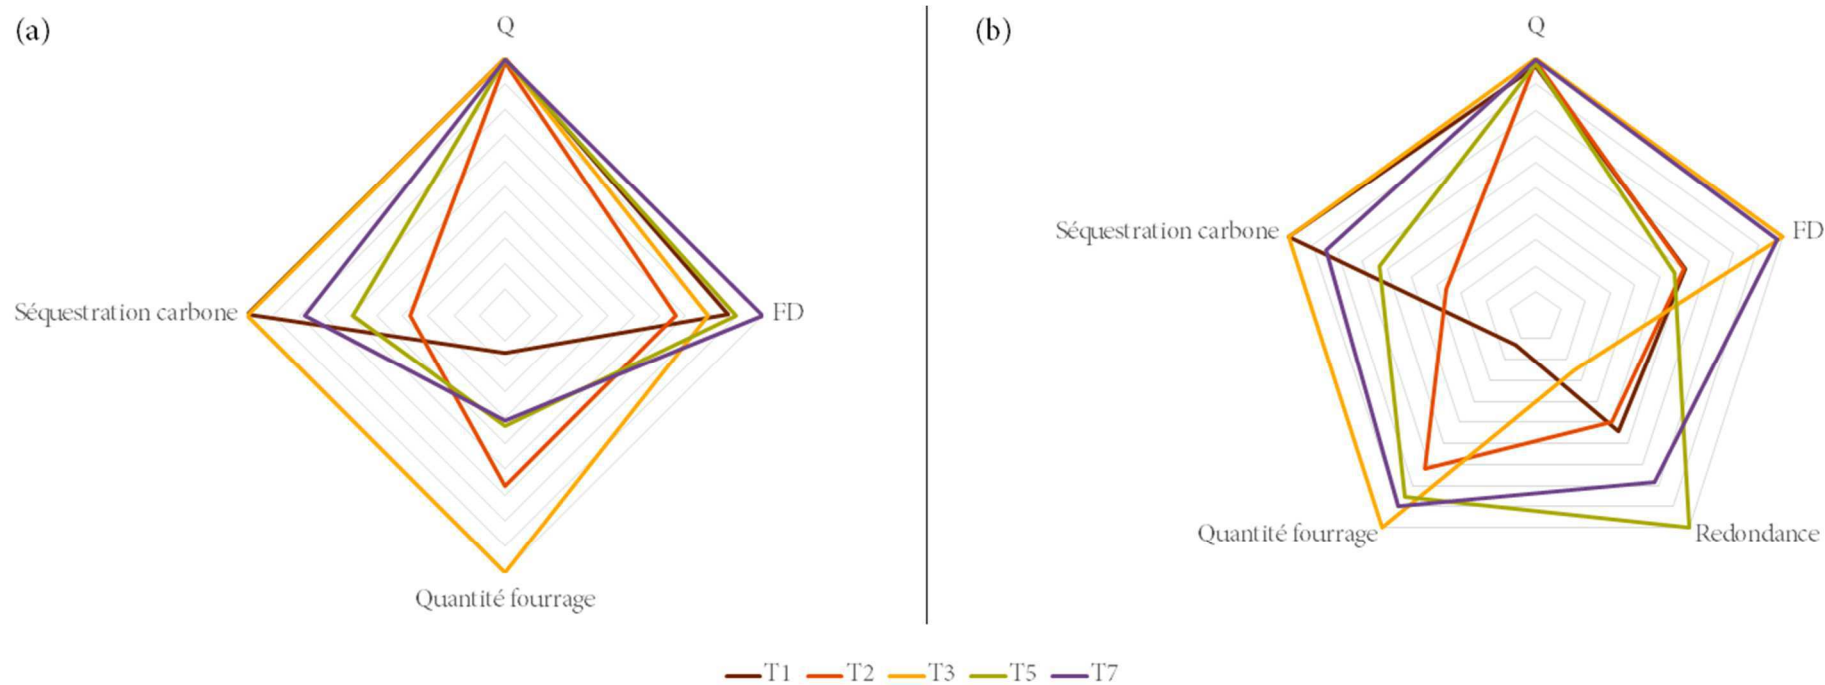 (a)
Q
Séquestration carbone
FD
Quantité fourrage
(b)
Q
Séquestration carbone
FD
Quantité fourrage
Redondance
T1 T2 T3 T5 T7